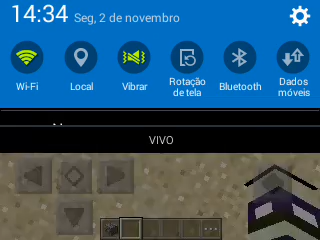 14:34 Seg, 2 de novembro
Wi-Fi Local Vibrar Rotação de tela Bluetooth Dados móveis
VIVO